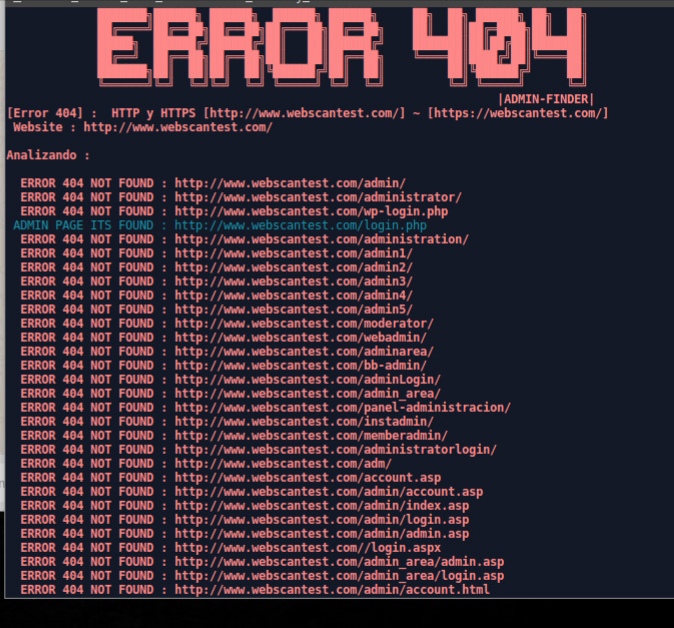 ERROR 404
|ADMIN-FINDER|
[Error 404] :  HTTP y HTTPS [http://www.webscantest.com/] ~ [https://webscantest.com/]
Website : http://www.webscantest.com/
Analizando :
ERROR 404 NOT FOUND : http://www.webscantest.com/admin/
ERROR 404 NOT FOUND : http://www.webscantest.com/administrator/
ERROR 404 NOT FOUND : http://www.webscantest.com/wp-login.php
ADMIN PAGE ITS FOUND : http://www.webscantest.com/login.php
ERROR 404 NOT FOUND : http://www.webscantest.com/administration/
ERROR 404 NOT FOUND : http://www.webscantest.com/admin1/
ERROR 404 NOT FOUND : http://www.webscantest.com/admin2/
ERROR 404 NOT FOUND : http://www.webscantest.com/admin3/
ERROR 404 NOT FOUND : http://www.webscantest.com/admin4/
ERROR 404 NOT FOUND : http://www.webscantest.com/admin5/
ERROR 404 NOT FOUND : http://www.webscantest.com/moderator/
ERROR 404 NOT FOUND : http://www.webscantest.com/webadmin/
ERROR 404 NOT FOUND : http://www.webscantest.com/adminarea/
ERROR 404 NOT FOUND : http://www.webscantest.com/bb-admin/
ERROR 404 NOT FOUND : http://www.webscantest.com/adminLogin/
ERROR 404 NOT FOUND : http://www.webscantest.com/admin_area/
ERROR 404 NOT FOUND : http://www.webscantest.com/panel-administracion/
ERROR 404 NOT FOUND : http://www.webscantest.com/instadmin/
ERROR 404 NOT FOUND : http://www.webscantest.com/memberadmin/
ERROR 404 NOT FOUND : http://www.webscantest.com/administratorlogin/
ERROR 404 NOT FOUND : http://www.webscantest.com/adm/
ERROR 404 NOT FOUND : http://www.webscantest.com/account.asp
ERROR 404 NOT FOUND : http://www.webscantest.com/admin/account.asp
ERROR 404 NOT FOUND : http://www.webscantest.com/admin/index.asp
ERROR 404 NOT FOUND : http://www.webscantest.com/admin/login.asp
ERROR 404 NOT FOUND : http://www.webscantest.com/admin/admin.asp
ERROR 404 NOT FOUND : http://www.webscantest.com//login.aspx
ERROR 404 NOT FOUND : http://www.webscantest.com/admin_area/admin.asp
ERROR 404 NOT FOUND : http://www.webscantest.com/admin_area/login.asp
ERROR 404 NOT FOUND : http://www.webscantest.com/admin/account.html